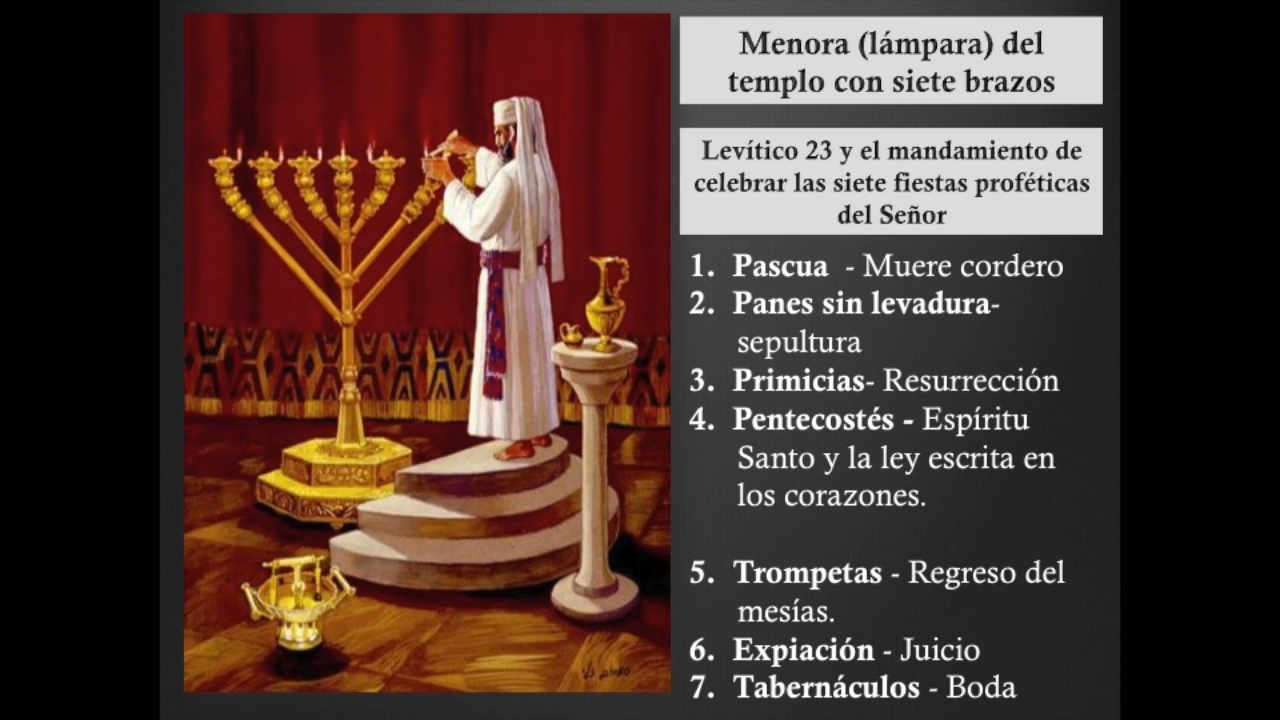 Menora (lámpara) del
templo con siete brazos
Levítico 23 y el mandamiento de
celebrar las siete fiestas proféticas
del Señor
1. Pascua - Muere cordero
2. Panes sin levadura-
sepultura
3. Primicias- Resurrección
4. Pentecostés - Espíritu
Santo y la ley escrita en
los corazones.
5. Trompetas - Regreso del
mesías.
6. Expiación - Juicio
7. Tabernáculos - Boda